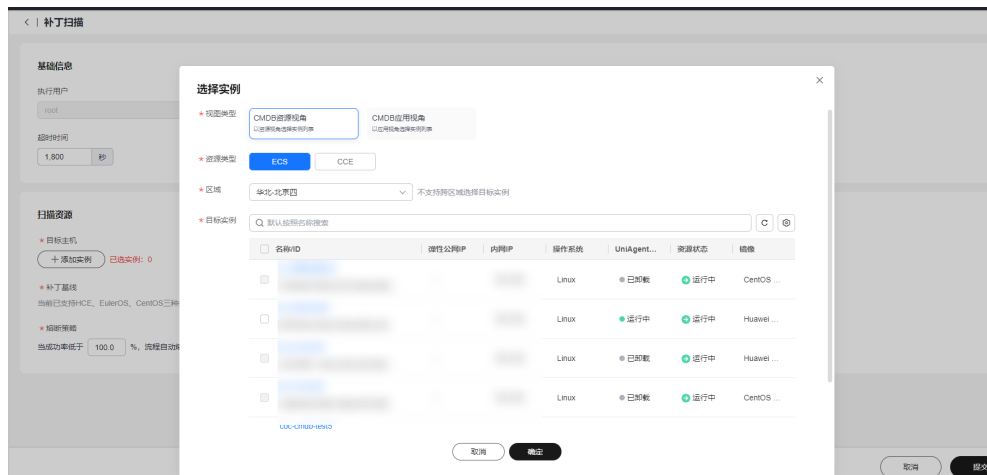 补丁扫描
基础信息
执行用户
root
超时时间
1,800 秒
扫描资源
* 目标主机
+ 添加实例 已选实例: 0
* 补丁基线
当前已支持HCE、EulerOS、CentOS三种
* 熔断策略
当成功率低于 100.0 %, 流程自动
取消 提交
选择实例
* 视图类型
CMDB资源视角
以资源视角选择实例列表
CMDB应用视角
以应用视角选择实例列表
* 资源类型 ECS CCE
* 区域 华北-北京四 不支持跨区域选择目标实例
* 目标实例 默认按照名称搜索
名称/ID 弹性公网IP 内网IP 操作系统 UniAgent... 资源状态 镜像
Linux 已卸载 运行中 CentOS ...
Linux 运行中 运行中 Huawei ...
Linux 已卸载 运行中 Huawei ...
Linux 已卸载 运行中 CentOS ...
coc-cmdb-test5
取消 确定